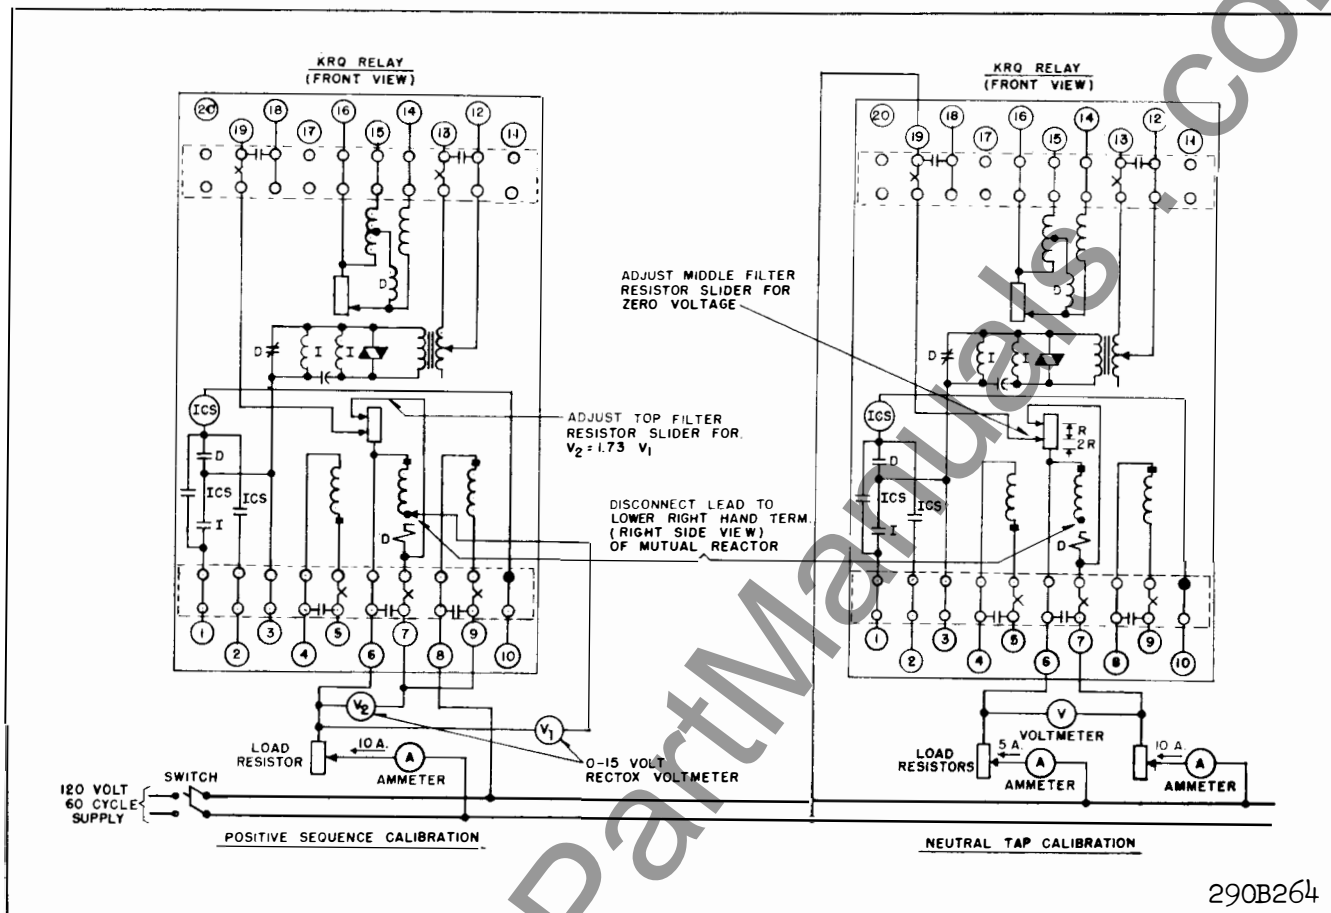 KRQ RELAY
(FRONT VIEW)
20
19
18
17
16
15
14
13
12
11
D
D
I
I
ICS
D
ICS
ICS
I
D
ADJUST TOP FILTER
RESISTOR SLIDER FOR.
V2 = 1.73 V1
DISCONNECT LEAD TO
LOWER RIGHT HAND TERM.
(RIGHT SIDE VIEW)
OF MUTUAL REACTOR
1
2
3
4
5
6
7
8
9
10
V2
V1
LOAD
RESISTOR
10 A.
A
AMMETER
0-15 VOLT
RECTOX VOLTMETER
120 VOLT
60 CYCLE
SUPPLY
SWITCH
POSITIVE SEQUENCE CALIBRATION
KRQ RELAY
(FRONT VIEW)
20
19
18
17
16
15
14
13
12
11
ADJUST MIDDLE FILTER
RESISTOR SLIDER FOR
ZERO VOLTAGE
D
D
I
I
ICS
R
2R
D
ICS
ICS
I
D
1
2
3
4
5
6
7
8
9
10
V
VOLTMETER
LOAD
RESISTORS
5 A.
A
AMMETER
10 A.
A
AMMETER
NEUTRAL TAP CALIBRATION
290B264
PartManuals.co